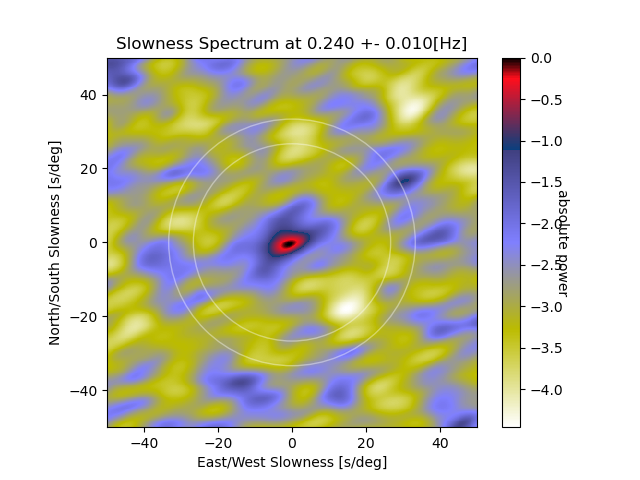 Slowness Spectrum at 0.240 +- 0.010[Hz]
North/South Slowness [s/deg]
40
20
0
−20
−40
−40 −20 0 20 40
East/West Slowness [s/deg]
0.0
−0.5
−1.0
−1.5
−2.0
−2.5
−3.0
−3.5
−4.0
absolute power